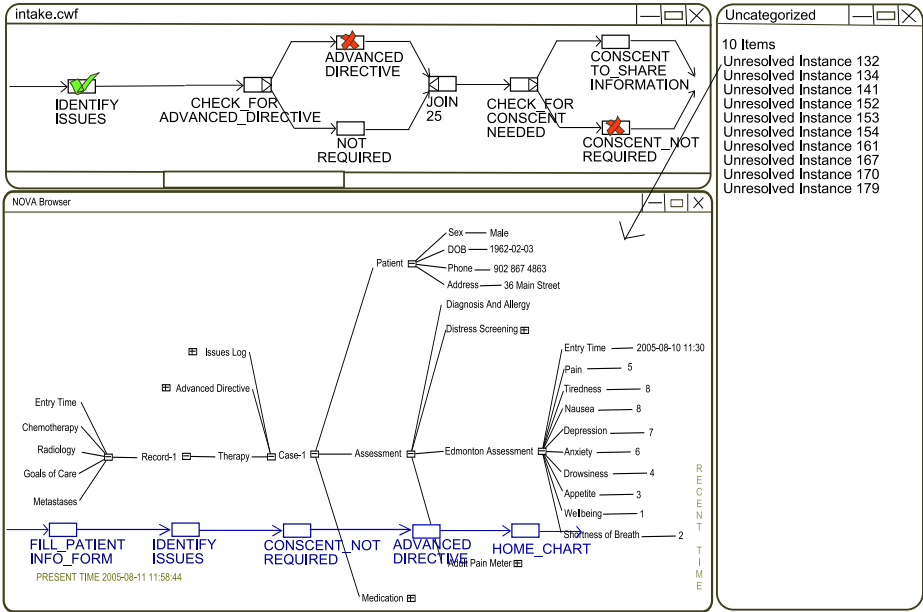 intake.cwf
IDENTIFY
ISSUES
CHECK_FOR
ADVANCED_DIRECTIVE
ADVANCED
DIRECTIVE
NOT
REQUIRED
JOIN
25
CHECK_FOR
CONSCENT
NEEDED
CONSCENT
TO_SHARE
INFORMATION
CONSCENT_NOT
REQUIRED
Uncategorized
10 Items
Unresolved Instance 132
Unresolved Instance 134
Unresolved Instance 141
Unresolved Instance 152
Unresolved Instance 153
Unresolved Instance 154
Unresolved Instance 161
Unresolved Instance 167
Unresolved Instance 170
Unresolved Instance 179
NOVA Browser
Sex Male
DOB 1962-02-03
Patient
Phone 902 867 4863
Address 36 Main Street
Diagnosis And Allergy
Distress Screening
Issues Log
Advanced Directive
Entry Time
Chemotherapy
Radiology
Goals of Care
Metastases
Record-1
Therapy
Case-1
Assessment
Edmonton Assessment
Entry Time 2005-08-10 11:30
Pain 5
Tiredness 8
Nausea 8
Depression 7
Anxiety 6
Drowsiness 4
Appetite 3
Welbeing 1
Shortness of Breath 2
RECENT TIME
FILL_PATIENT
INFO_FORM
IDENTIFY
ISSUES
CONSCENT_NOT
REQUIRED
ADVANCED
DIRECTIVE
HOME_CHART
Adult Pain Meter
PRESENT TIME 2005-08-11 11:58:44
Medication